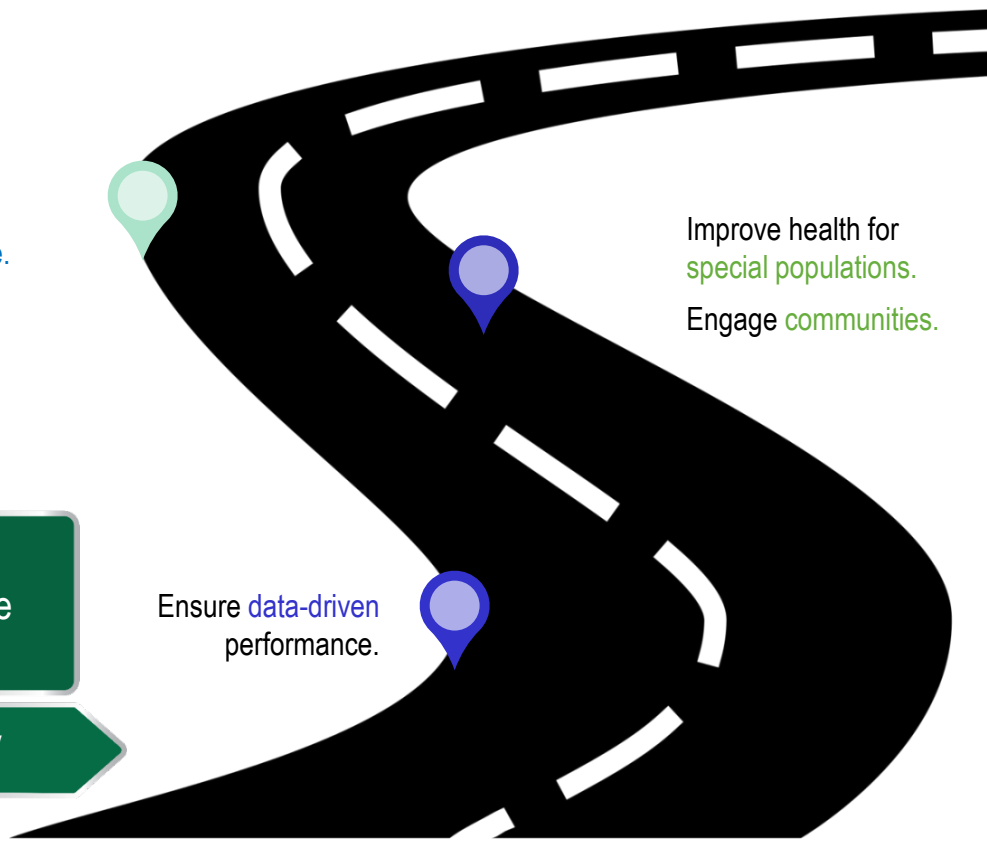 Improve health for
special populations.
Engage communities.
Ensure data-driven
performance.